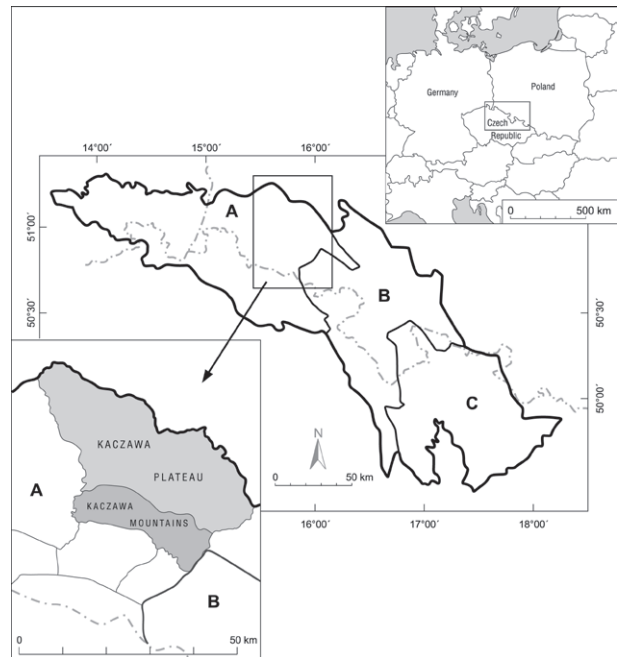 Germany
Poland
Czech
Republic
0 500 km
14°00' 15°00' 16°00'
51°00'
50°30'
A
B
C
50°30'
50°00'
N
0 50 km
16°00' 17°00' 18°00'
KACZAWA
PLATEAU
A
KACZAWA
MOUNTAINS
B
0 50 km